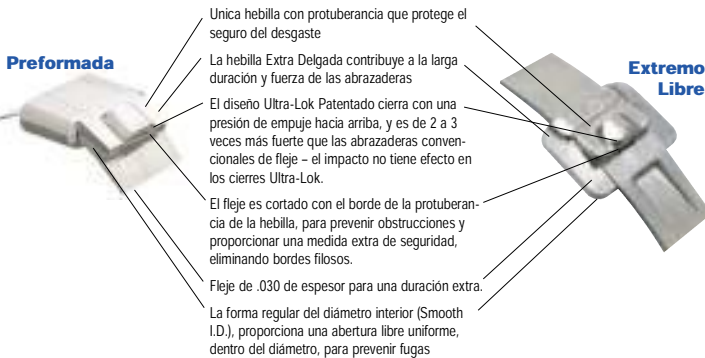 Unica hebilla con protuberancia que protege el
seguro del desgaste
Preformada
La hebilla Extra Delgada contribuye a la larga
duración y fuerza de las abrazaderas
Extremo
Libre
El diseño Ultra-Lok Patentado cierra con una
presión de empuje hacia arriba, y es de 2 a 3
veces más fuerte que las abrazaderas conven-
cionales de fleje – el impacto no tiene efecto en
los cierres Ultra-Lok.
El fleje es cortado con el borde de la protuberan-
cia de la hebilla, para prevenir obstrucciones y
proporcionar una medida extra de seguridad,
eliminando bordes filosos.
Fleje de .030 de espesor para una duración extra.
La forma regular del diámetro interior (Smooth
I.D.), proporciona una abertura libre uniforme,
dentro del diámetro, para prevenir fugas